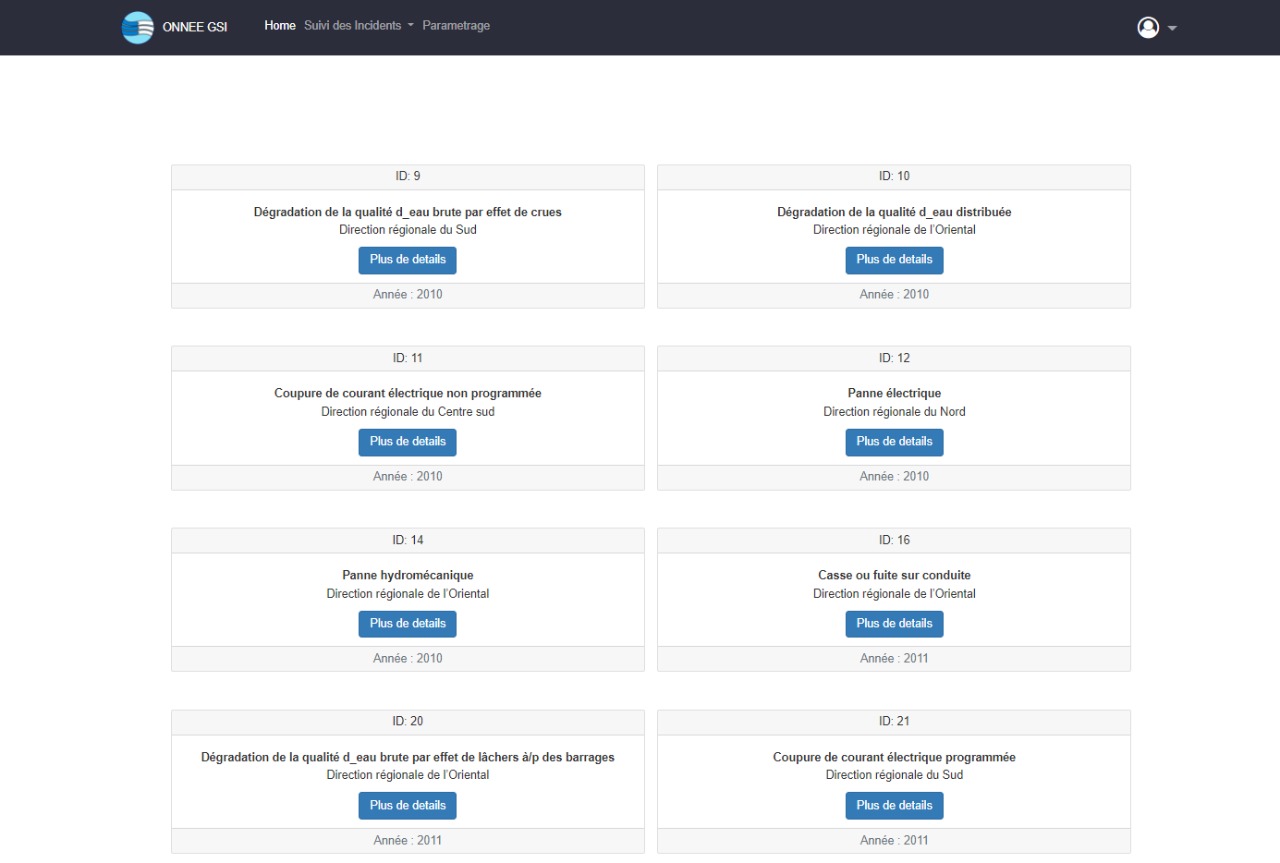 ONNEE GSI
Home Suivi des Incidents Parametrage
ID: 9
Dégradation de la qualité d_eau brute par effet de crues
Direction régionale du Sud
Plus de details
Année : 2010
ID: 10
Dégradation de la qualité d_eau distribuée
Direction régionale de l'Oriental
Plus de details
Année : 2010
ID: 11
Coupure de courant électrique non programmée
Direction régionale du Centre sud
Plus de details
Année : 2010
ID: 12
Panne électrique
Direction régionale du Nord
Plus de details
Année : 2010
ID: 14
Panne hydromécanique
Direction régionale de l'Oriental
Plus de details
Année : 2010
ID: 16
Casse ou fuite sur conduite
Direction régionale de l'Oriental
Plus de details
Année : 2011
ID: 20
Dégradation de la qualité d_eau brute par effet de lâchers à/p des barrages
Direction régionale de l'Oriental
Plus de details
Année : 2011
ID: 21
Coupure de courant électrique programmée
Direction régionale du Sud
Plus de details
Année : 2011